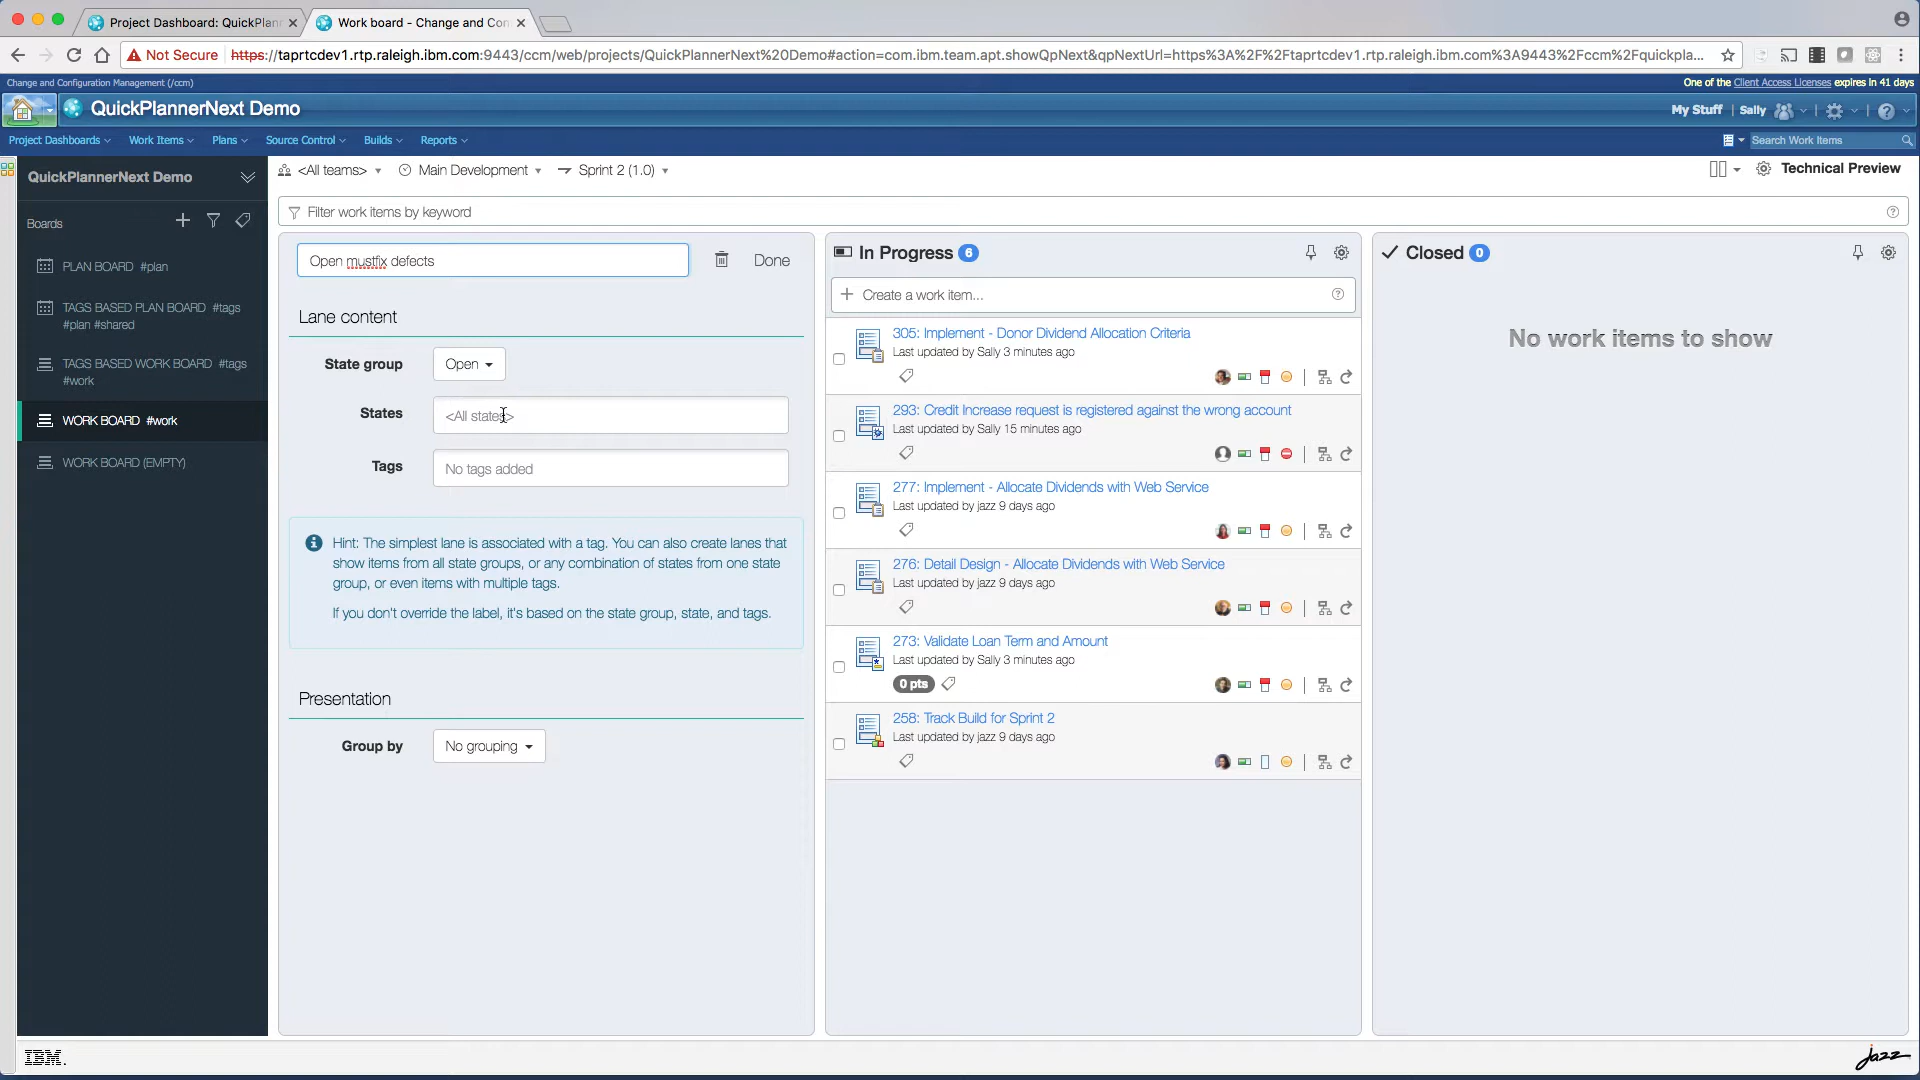 Project Dashboard: QuickPlann
Work board - Change and Con
Not Secure
https://taprtcdev1.rtp.raleigh.ibm.com:9443/ccm/web/projects/QuickPlannerNext%20Demo#action=com.ibm.team.apt.showQpNext&qpNextUrl=https%3A%2F%2Ftaprtcdev1.rtp.raleigh.ibm.com%3A9443%2Fccm%2Fquickpla...
Change and Configuration Management (/ccm)
One of the Client Access Licenses expires in 41 days
QuickPlannerNext Demo
My Stuff | Sally
Project Dashboards
Work Items
Plans
Source Control
Builds
Reports
Search Work Items
QuickPlannerNext Demo
<All teams>
Main Development
Sprint 2 (1.0)
Technical Preview
Boards
PLAN BOARD #plan
TAGS BASED PLAN BOARD #tags
#plan #shared
TAGS BASED WORK BOARD #tags
#work
WORK BOARD #work
WORK BOARD (EMPTY)
Filter work items by keyword
Open mustfix defects
Done
Lane content
State group
Open
States
<All states>
Tags
No tags added
Hint: The simplest lane is associated with a tag. You can also create lanes that
show items from all state groups, or any combination of states from one state
group, or even items with multiple tags.
If you don't override the label, it's based on the state group, state, and tags.
Presentation
Group by
No grouping
In Progress 6
Create a work item...
305: Implement - Donor Dividend Allocation Criteria
Last updated by Sally 3 minutes ago
293: Credit Increase request is registered against the wrong account
Last updated by Sally 15 minutes ago
277: Implement - Allocate Dividends with Web Service
Last updated by jazz 9 days ago
276: Detail Design - Allocate Dividends with Web Service
Last updated by jazz 9 days ago
273: Validate Loan Term and Amount
Last updated by Sally 3 minutes ago
0 pts
258: Track Build for Sprint 2
Last updated by jazz 9 days ago
Closed 0
No work items to show
IBM.
jazz